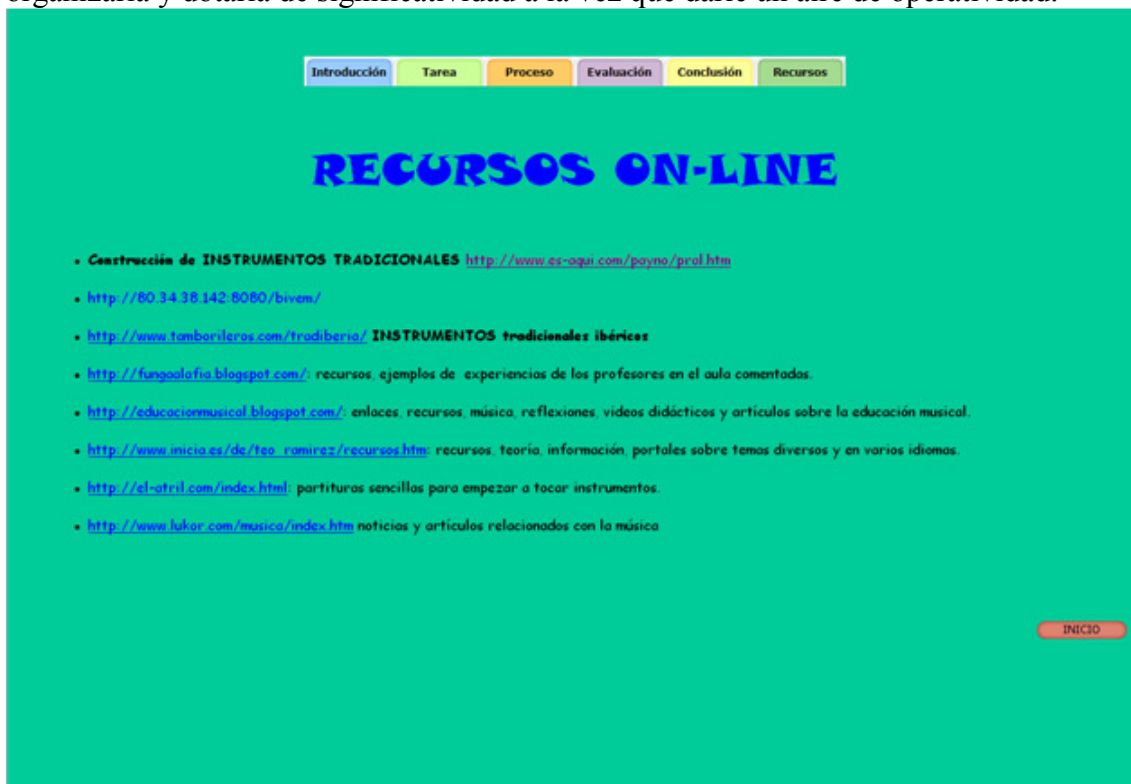 organizarla y dotarla de significatividad a la vez que darle un aire de operatividad.
Introducción Tarea Proceso Evaluación Conclusión Recursos
RECURSOS ON-LINE
• Construcción de INSTRUMENTOS TRADICIONALES http://www.es-aqui.com/payno/pral.htm
• http://80.34.38.142:8080/bivem/
• http://www.tamborileros.com/tradiberia/ INSTRUMENTOS tradicionales ibéricos
• http://fungoalafia.blogspot.com/: recursos, ejemplos de experiencias de los profesores en el aula comentadas.
• http://educacionmusical.blogspot.com/: enlaces, recursos, música, reflexiones, videos didácticos y artículos sobre la educación musical.
• http://www.inicia.es/de/teo_ramirez/recursos.htm: recursos, teoría, información, portales sobre temas diversos y en varios idiomas.
• http://el-atril.com/index.html: partituras sencillas para empezar a tocar instrumentos.
• http://www.lukor.com/musica/index.htm noticias y artículos relacionados con la música
INICIO